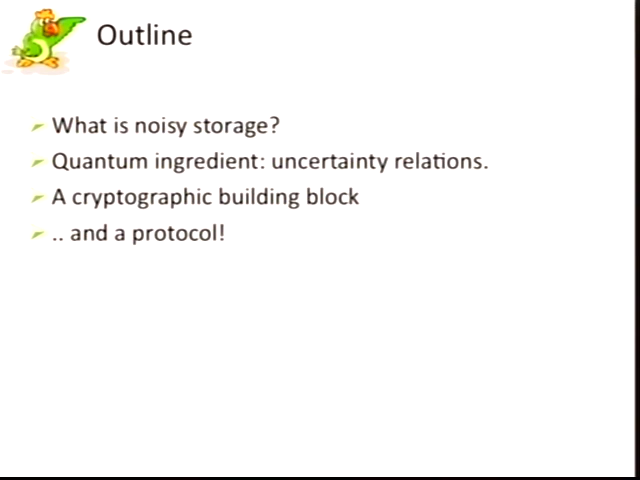 Outline
What is noisy storage?
Quantum ingredient: uncertainty relations.
A cryptographic building block
.. and a protocol!